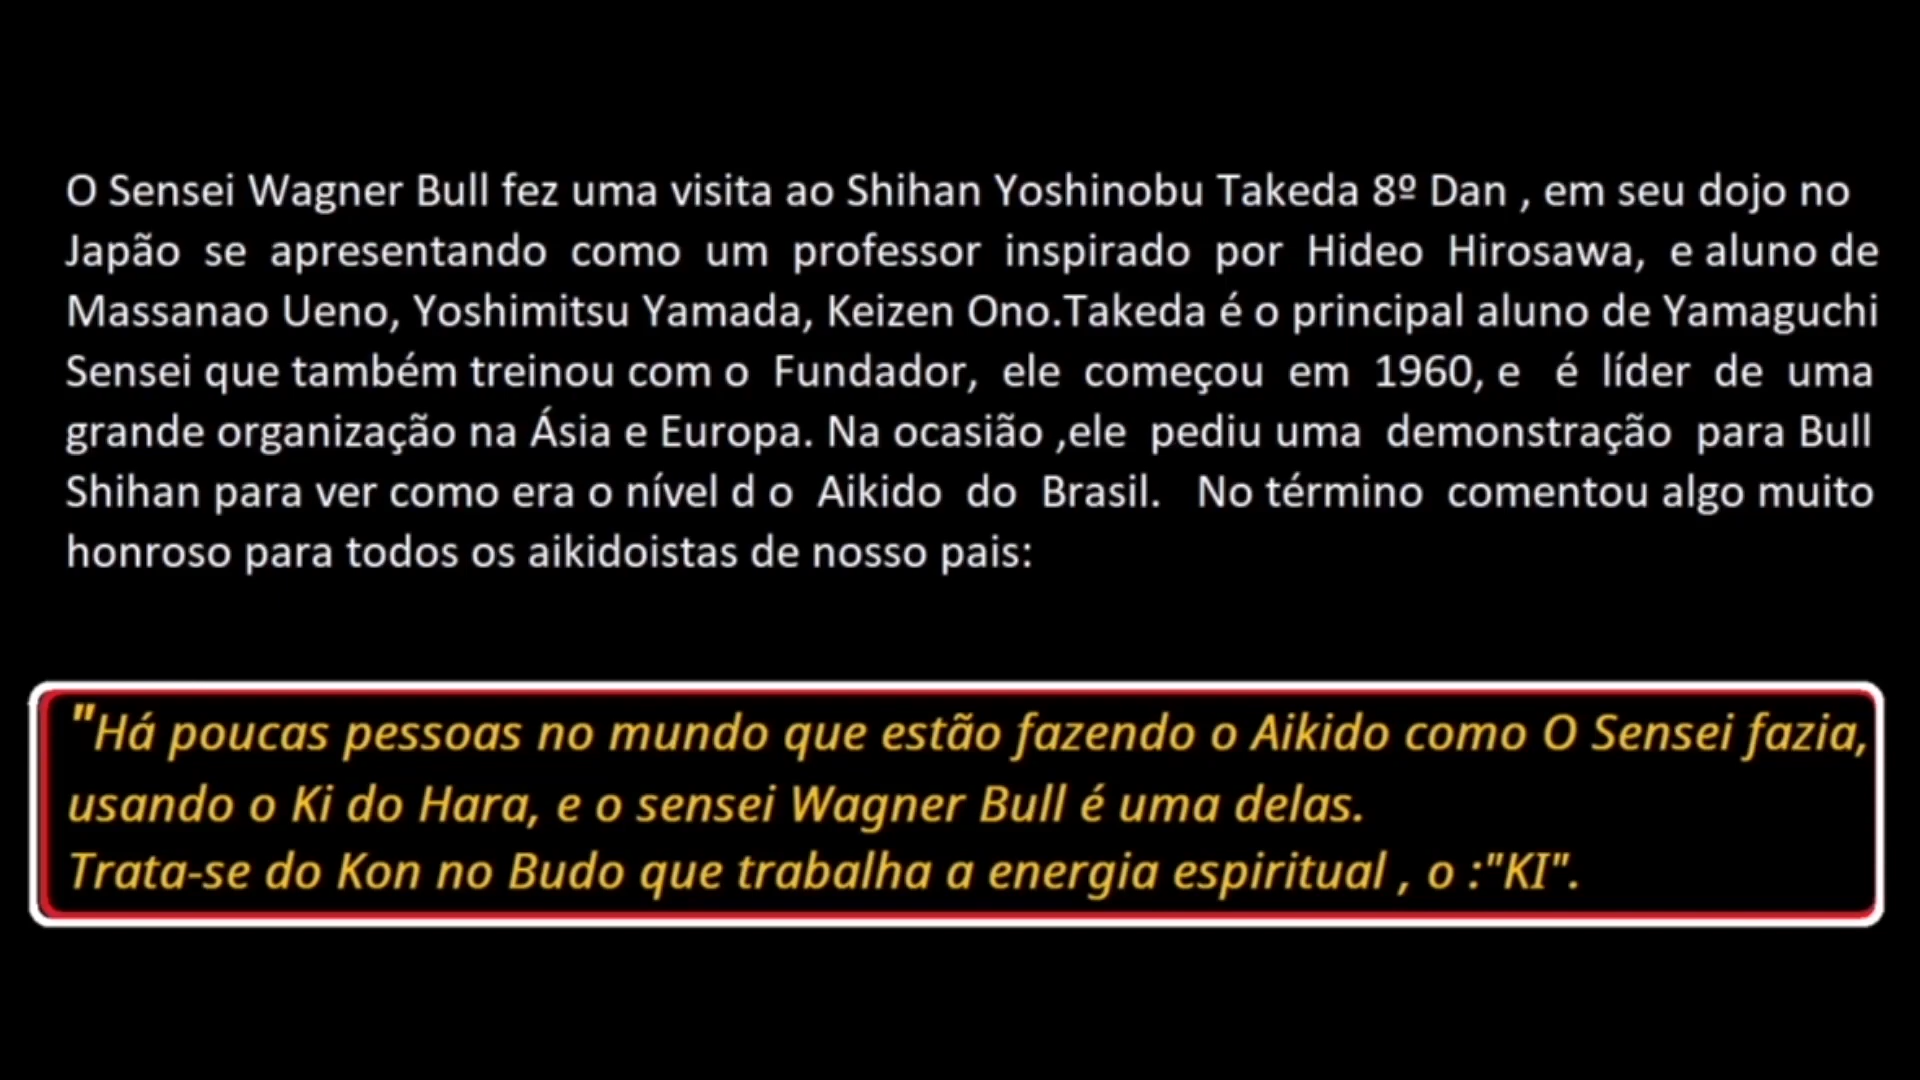 O Sensei Wagner Bull fez uma visita ao Shihan Yoshinobu Takeda 8º Dan , em seu dojo no
Japão se apresentando como um professor inspirado por Hideo Hirosawa, e aluno de
Massanao Ueno, Yoshimitsu Yamada, Keizen Ono.Takeda é o principal aluno de Yamaguchi
Sensei que também treinou com o Fundador, ele começou em 1960, e é líder de uma
grande organização na Ásia e Europa. Na ocasião ,ele pediu uma demonstração para Bull
Shihan para ver como era o nível d o Aikido do Brasil. No término comentou algo muito
honroso para todos os aikidoistas de nosso pais:
"Há poucas pessoas no mundo que estão fazendo o Aikido como O Sensei fazia,
usando o Ki do Hara, e o sensei Wagner Bull é uma delas.
Trata-se do Kon no Budo que trabalha a energia espiritual , o :"KI".